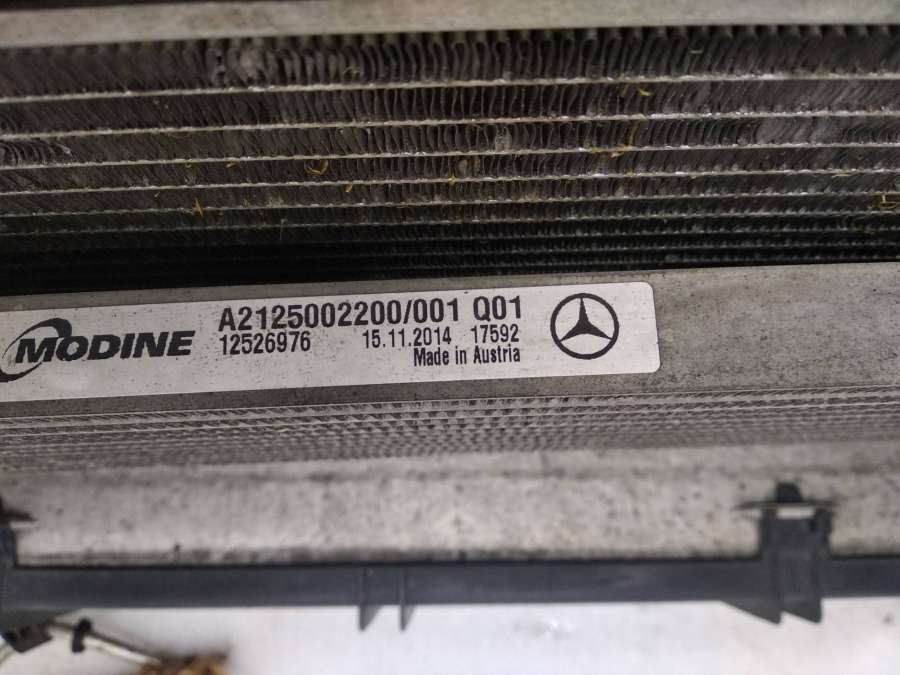 MODINE
A2125002200/001 Q01
12526976 15.11.2014 17592
Made in Austria